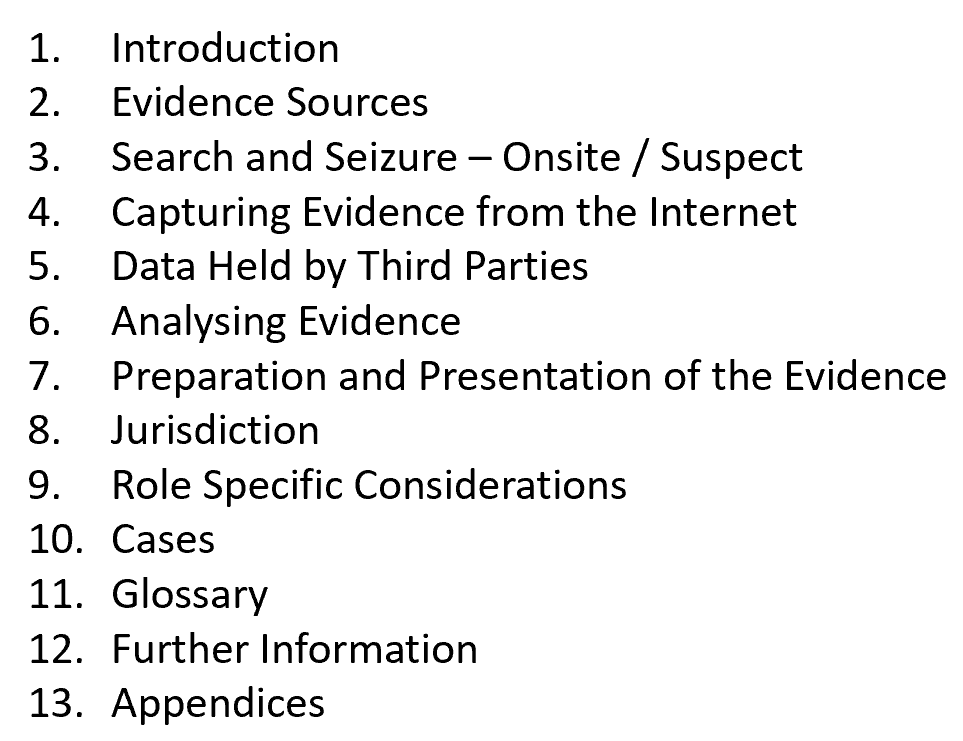 1. Introduction
2. Evidence Sources
3. Search and Seizure – Onsite / Suspect
4. Capturing Evidence from the Internet
5. Data Held by Third Parties
6. Analysing Evidence
7. Preparation and Presentation of the Evidence
8. Jurisdiction
9. Role Specific Considerations
10. Cases
11. Glossary
12. Further Information
13. Appendices